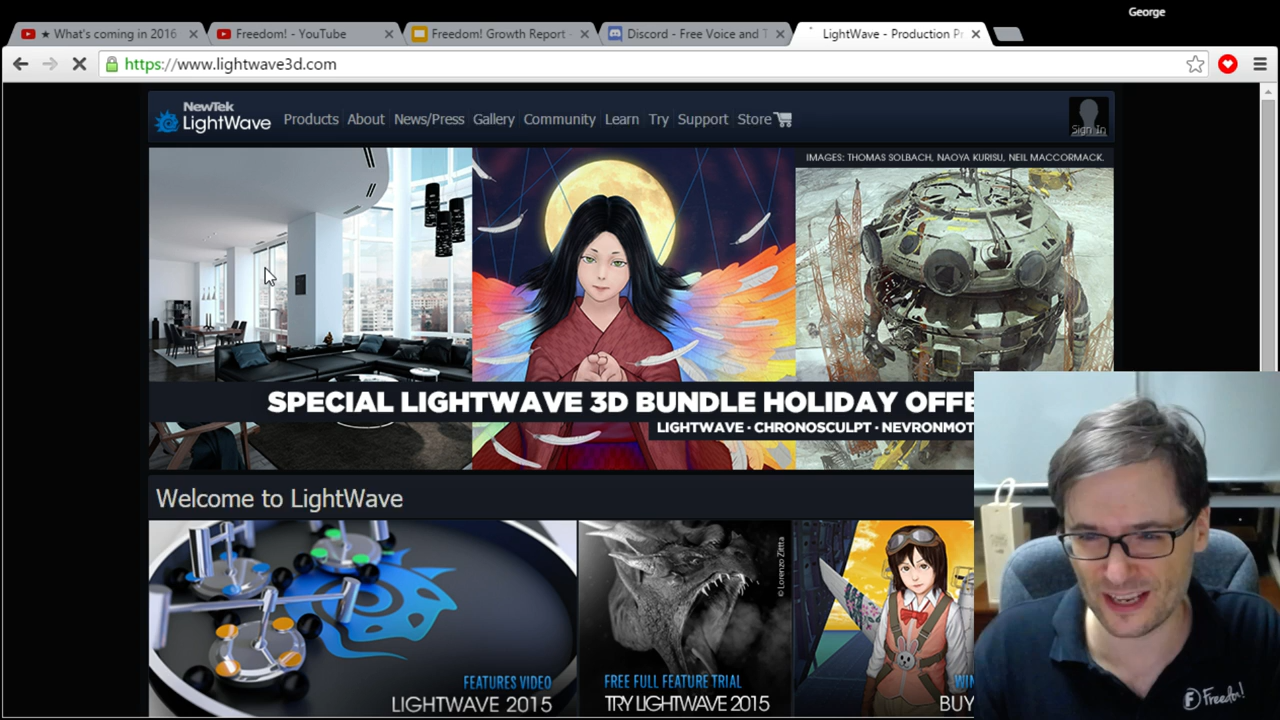 George
★ What's coming in 2016
Freedom! - YouTube
Freedom! Growth Report -
Discord - Free Voice and T
LightWave - Production Pr
https://www.lightwave3d.com
NewTek
LightWave
Products About News/Press Gallery Community Learn Try Support Store
Sign In
IMAGES: THOMAS SOLBACH, NAOYA KURISU, NEIL MACCORMACK.
SPECIAL LIGHTWAVE 3D BUNDLE HOLIDAY OFFE
LIGHTWAVE · CHRONOSCULPT · NEVRONMOT
Welcome to LightWave
© Lorenzo Zitta
FEATURES VIDEO
LIGHTWAVE 2015
FREE FULL FEATURE TRIAL
TRY LIGHTWAVE 2015
WIN
BUY
F Freedom!